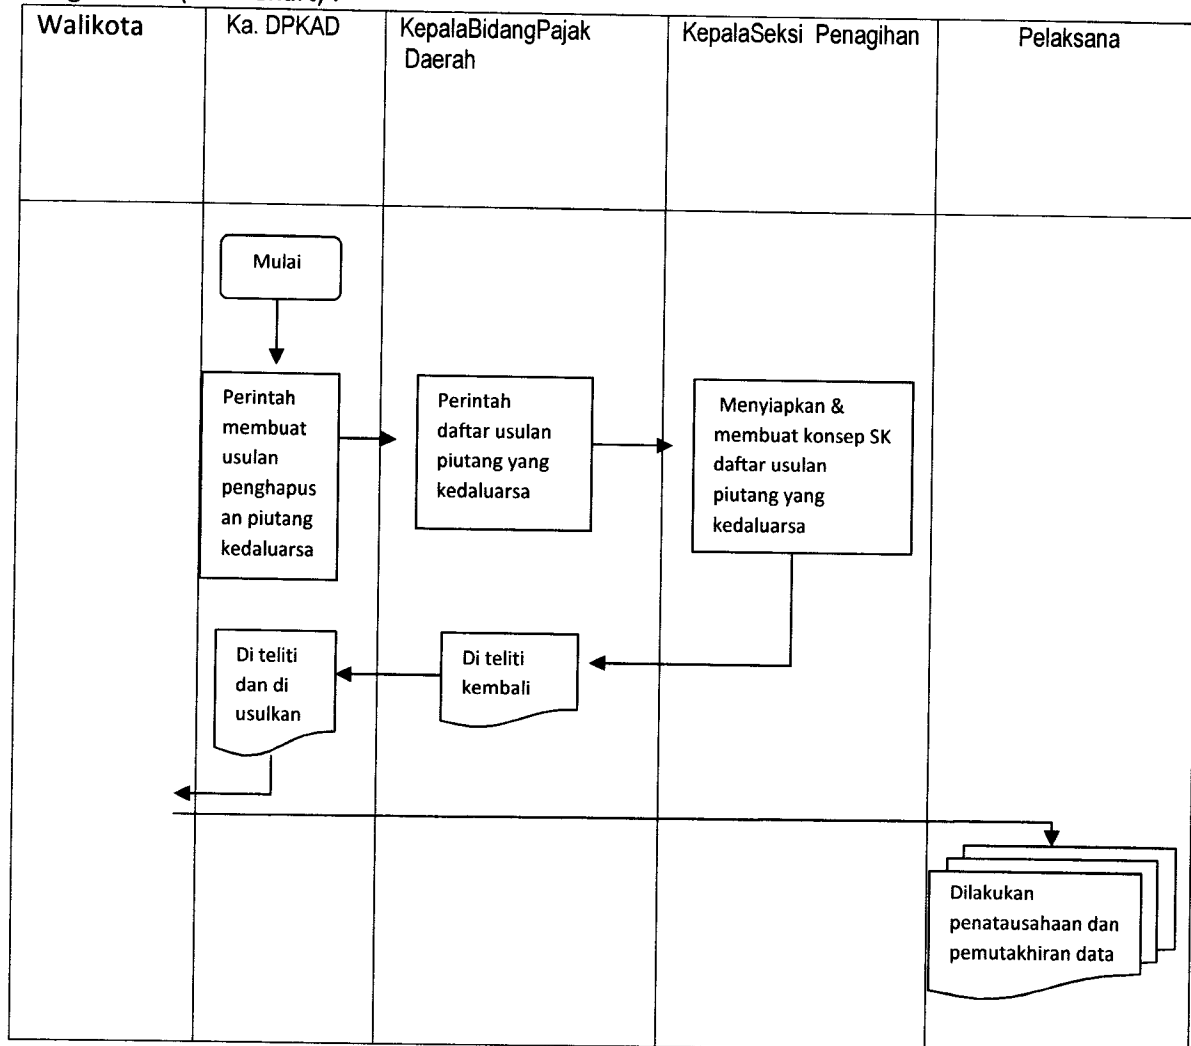 Walikota
Ka. DPKAD
KepalaBidangPajak
Daerah
KepalaSeksi Penagihan
Pelaksana
Mulai
Perintah
membuat
usulan
penghapus
an piutang
kedaluarsa
Perintah
daftar usulan
piutang yang
kedaluarsa
Menyiapkan &
membuat konsep SK
daftar usulan
piutang yang
kedaluarsa
Di teliti
dan di
usulkan
Di teliti
kembali
Dilakukan
penatausahaan dan
pemutakhiran data